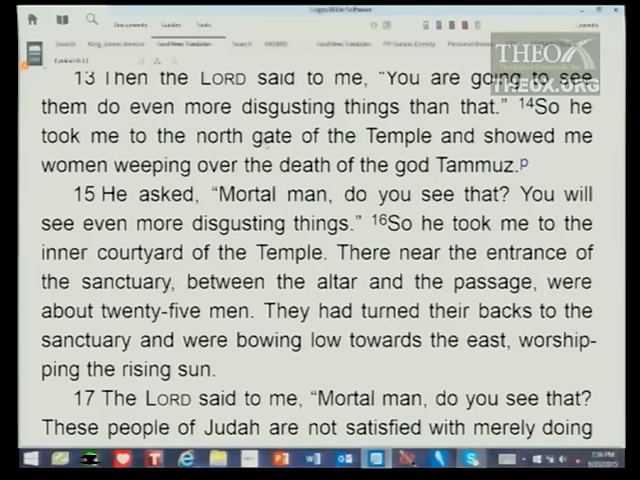 Logos Bible Software
Documents Guides Tools Layouts
Search King James Version Good News Translation Search NASB95 Good News Translation
Ezekiel 8:13
THEOX
THEOX.ORG
13 Then the LORD said to me, “You are going to see
them do even more disgusting things than that.” 14So he
took me to the north gate of the Temple and showed me
women weeping over the death of the god Tammuz.p
15 He asked, “Mortal man, do you see that? You will
see even more disgusting things.” 16So he took me to the
inner courtyard of the Temple. There near the entrance of
the sanctuary, between the altar and the passage, were
about twenty-five men. They had turned their backs to the
sanctuary and were bowing low towards the east, worship-
ping the rising sun.
17 The LORD said to me, “Mortal man, do you see that?
These people of Judah are not satisfied with merely doing